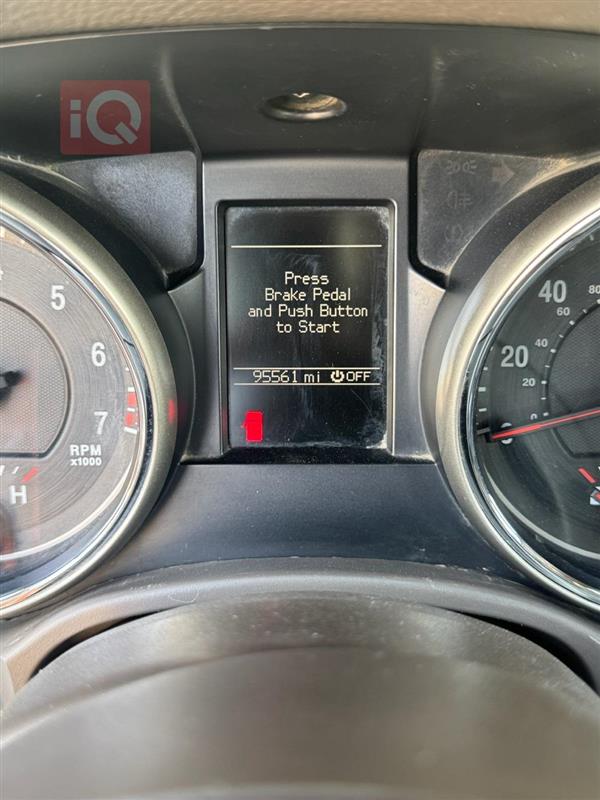 iQ
Press
Brake Pedal
and Push Button
to Start
95561 mi OFF
5
6
7
RPM
x1000
H
40
20
80
60
40
20
0